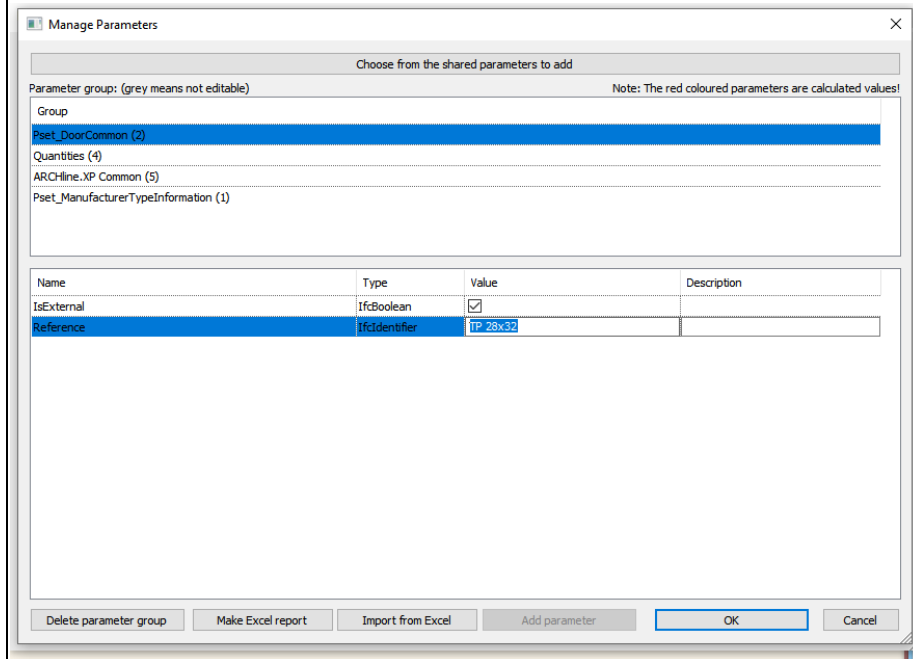 Manage Parameters
Choose from the shared parameters to add
Parameter group: (grey means not editable) Note: The red coloured parameters are calculated values!
Group
Pset_DoorCommon (2)
Quantities (4)
ARCHline.XP Common (5)
Pset_ManufacturerTypeInformation (1)
Name Type Value Description
IsExternal IfcBoolean
Reference IfcIdentifier TP 28x32
Delete parameter group Make Excel report Import from Excel Add parameter OK Cancel